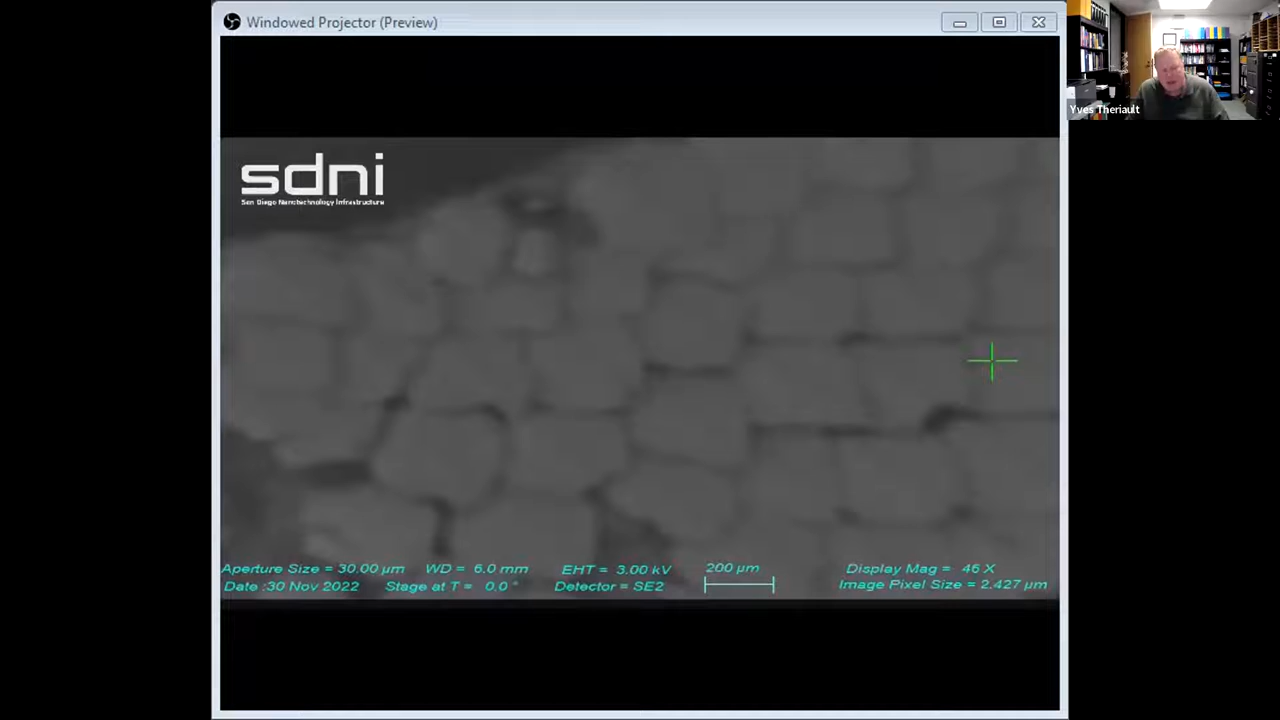 Windowed Projector (Preview)
Yves Theriault
sdni
San Diego Nanotechnology Infrastructure
Aperture Size = 30.00 µm WD = 6.0 mm EHT = 3.00 kV 200 µm Display Mag = 46 X
Date :30 Nov 2022 Stage at T = 0.0 ° Detector = SE2 Image Pixel Size = 2.427 µm